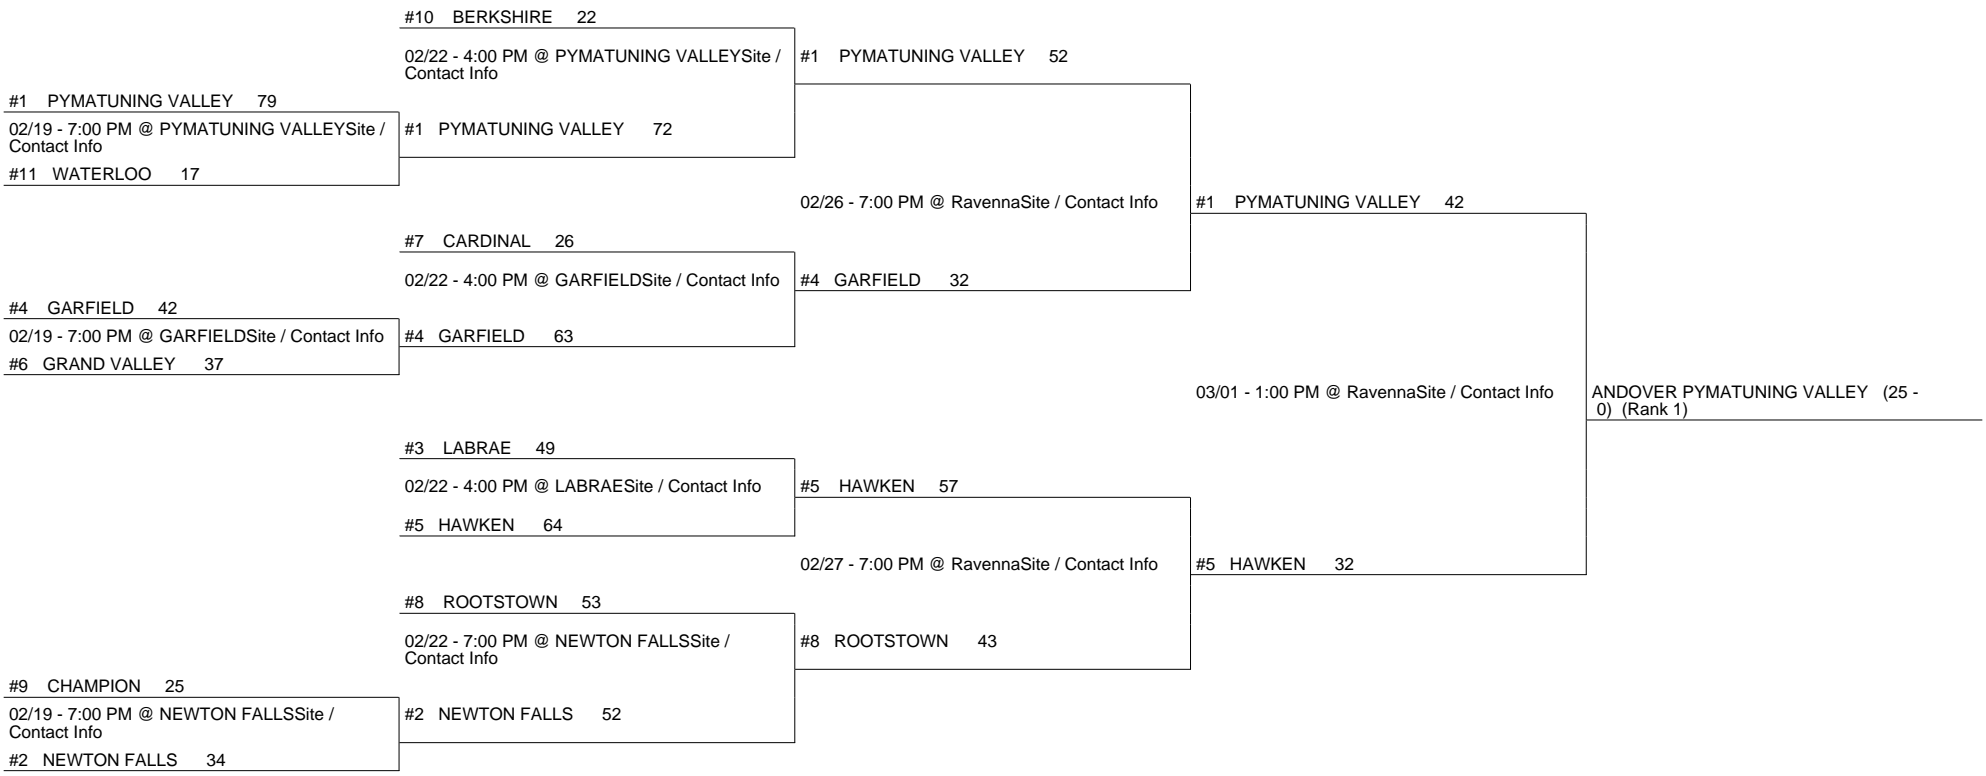 #10 BERKSHIRE 22
02/22 - 4:00 PM @ PYMATUNING VALLEYSite /
Contact Info
#1 PYMATUNING VALLEY 52
#1 PYMATUNING VALLEY 79
02/19 - 7:00 PM @ PYMATUNING VALLEYSite /
Contact Info
#1 PYMATUNING VALLEY 72
#11 WATERLOO 17
02/26 - 7:00 PM @ RavennaSite / Contact Info
#1 PYMATUNING VALLEY 42
#7 CARDINAL 26
02/22 - 4:00 PM @ GARFIELDSite / Contact Info
#4 GARFIELD 32
#4 GARFIELD 42
02/19 - 7:00 PM @ GARFIELDSite / Contact Info
#4 GARFIELD 63
#6 GRAND VALLEY 37
03/01 - 1:00 PM @ RavennaSite / Contact Info
ANDOVER PYMATUNING VALLEY (25 -
0) (Rank 1)
#3 LABRAE 49
02/22 - 4:00 PM @ LABRAESite / Contact Info
#5 HAWKEN 57
#5 HAWKEN 64
02/27 - 7:00 PM @ RavennaSite / Contact Info
#5 HAWKEN 32
#8 ROOTSTOWN 53
02/22 - 7:00 PM @ NEWTON FALLSSite /
Contact Info
#8 ROOTSTOWN 43
#9 CHAMPION 25
02/19 - 7:00 PM @ NEWTON FALLSSite /
Contact Info
#2 NEWTON FALLS 52
#2 NEWTON FALLS 34